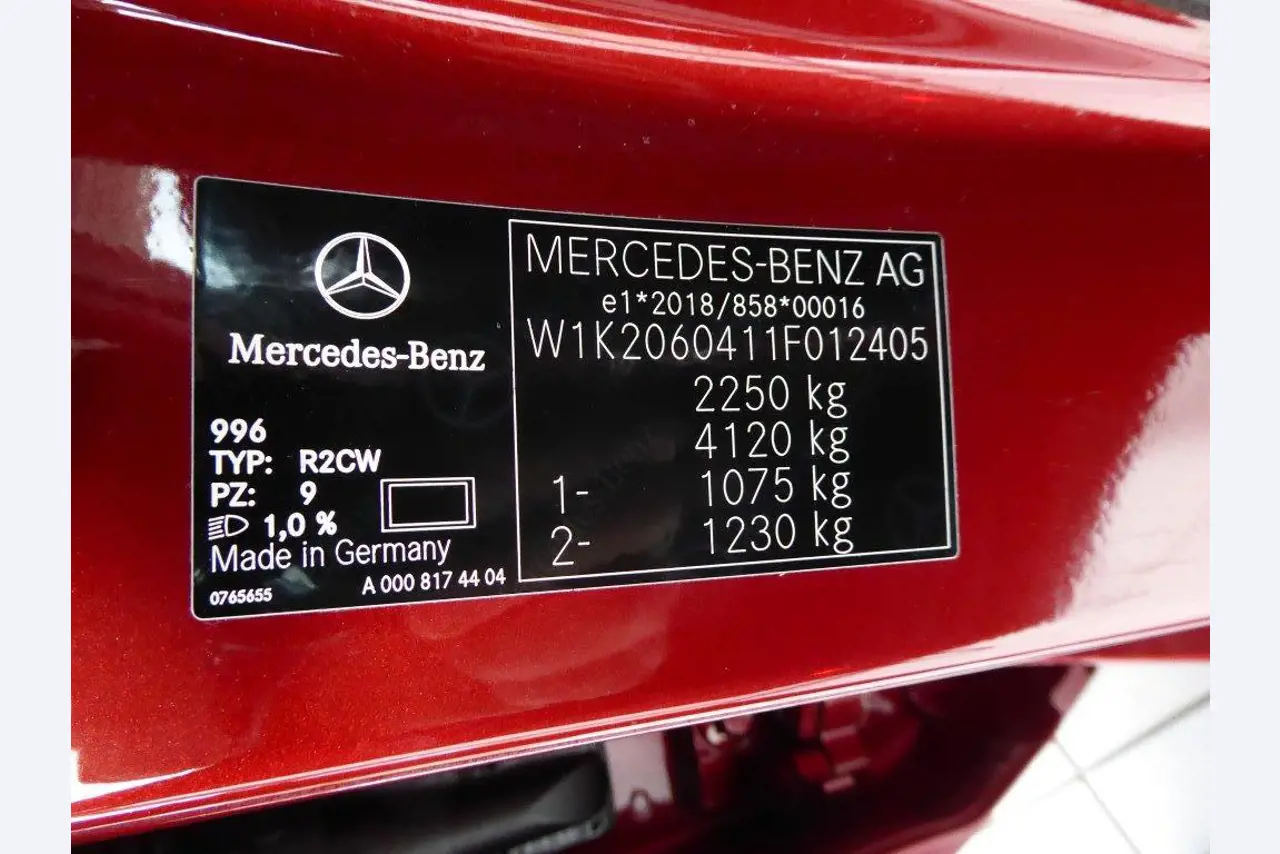 Mercedes-Benz
996
TYP: R2CW
PZ: 9
1,0 %
Made in Germany
0765655
A 000 817 44 04
MERCEDES-BENZ AG
e1*2018/858*00016
W1K2060411F012405
2250 kg
4120 kg
1- 1075 kg
2- 1230 kg